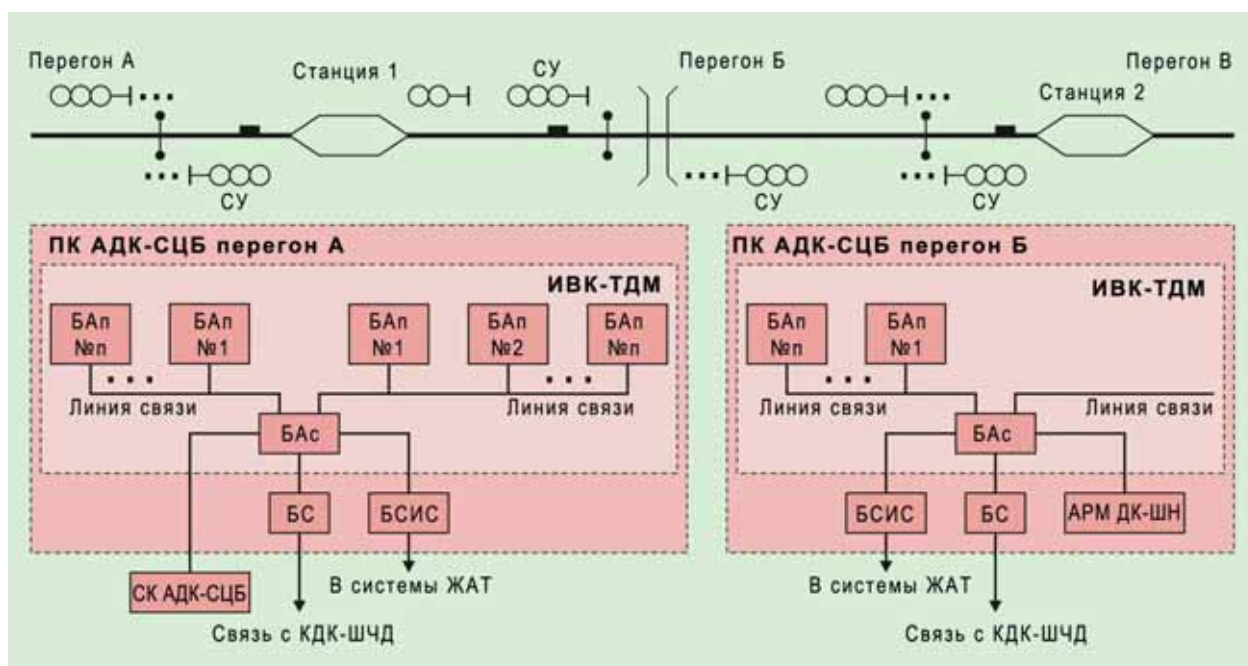 Перегон А
Станция 1
СУ
Перегон Б
Перегон В
Станция 2
СУ
СУ
СУ
ПК АДК-СЦБ перегон А
ИВК-ТДМ
БАп №n
БАп №1
БАп №1
БАп №2
БАп №n
Линия связи
Линия связи
БАс
БС
БСИС
СК АДК-СЦБ
В системы ЖАТ
Связь с КДК-ШЧД
ПК АДК-СЦБ перегон Б
ИВК-ТДМ
БАп №n
БАп №1
Линия связи
Линия связи
БАс
БСИС
БС
АРМ ДК-ШН
В системы ЖАТ
Связь с КДК-ШЧД